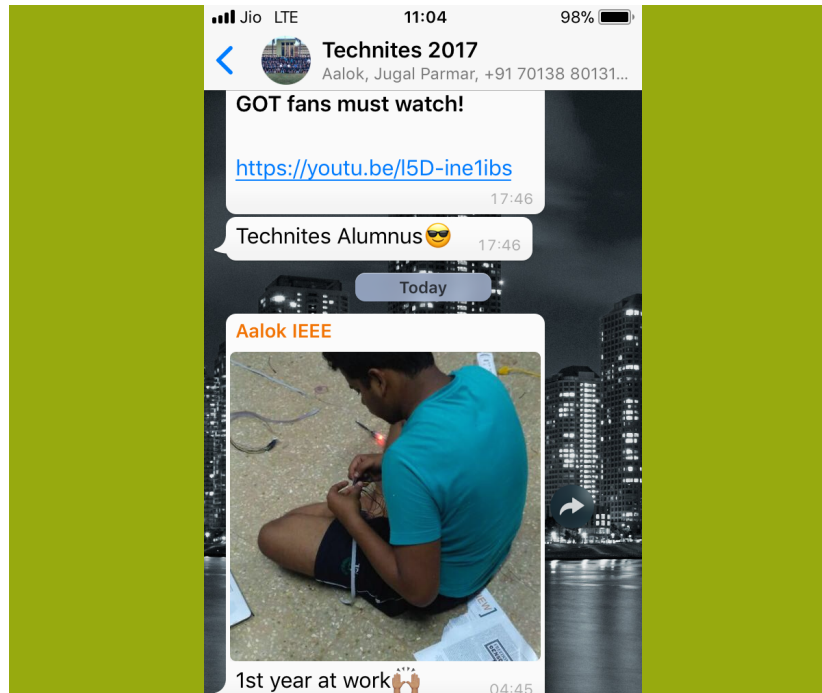 Jio LTE 11:04 98%
Technites 2017
Aalok, Jugal Parmar, +91 70138 80131...
GOT fans must watch!
https://youtu.be/l5D-ine1ibs
17:46
Technites Alumnus😎 17:46
Today
Aalok IEEE
1st year at work🙌🏽 04:45